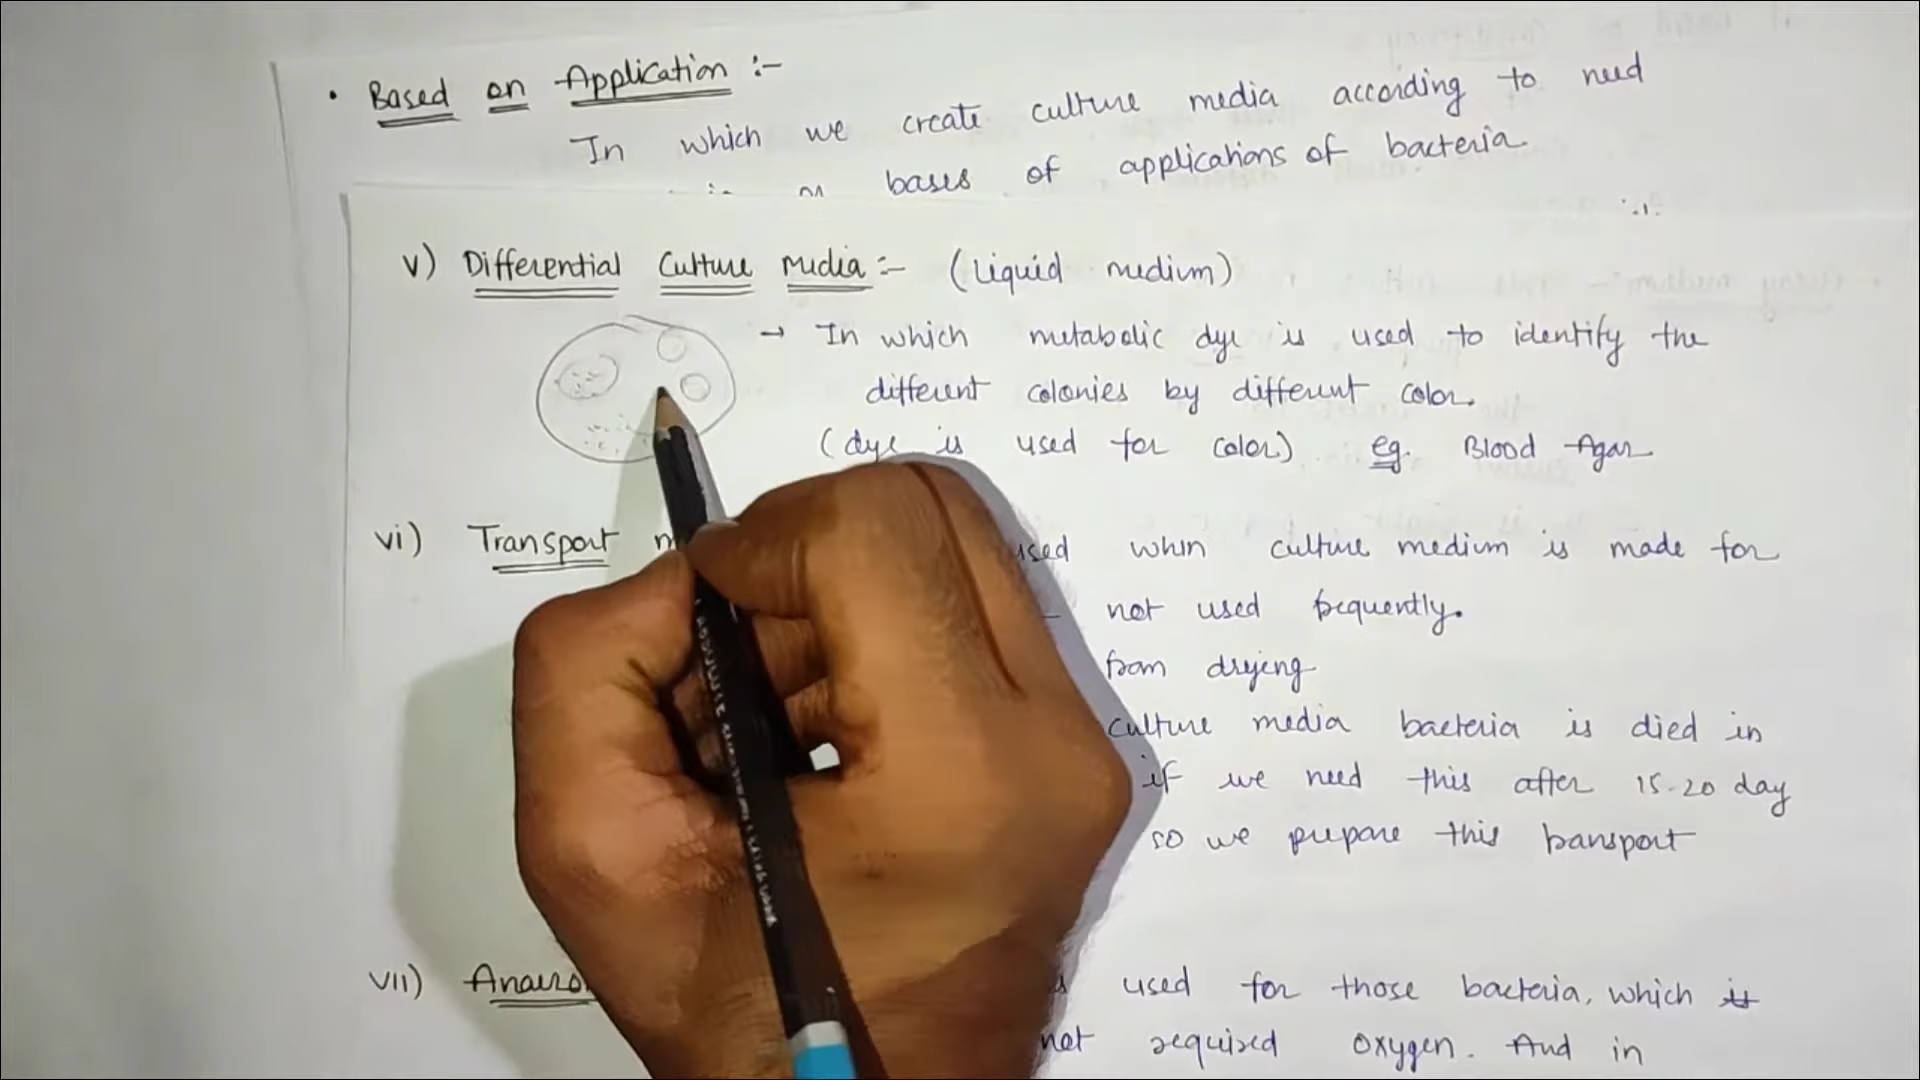 • Based on Application :-
In which we create culture media according to need
bases of applications of bacteria
v) Differential Culture Media :- (Liquid medium)
→ In which metabolic dye is used to identify the
different colonies by different color.
(dye is used for color) eg. Blood Agar
vi) Transport used when culture medium is made for
not used frequently.
from drying
culture media bacteria is died in
if we need this after 15-20 day
so we prepare this transport
vii) used for those bacteria, which is
not required oxygen. And in